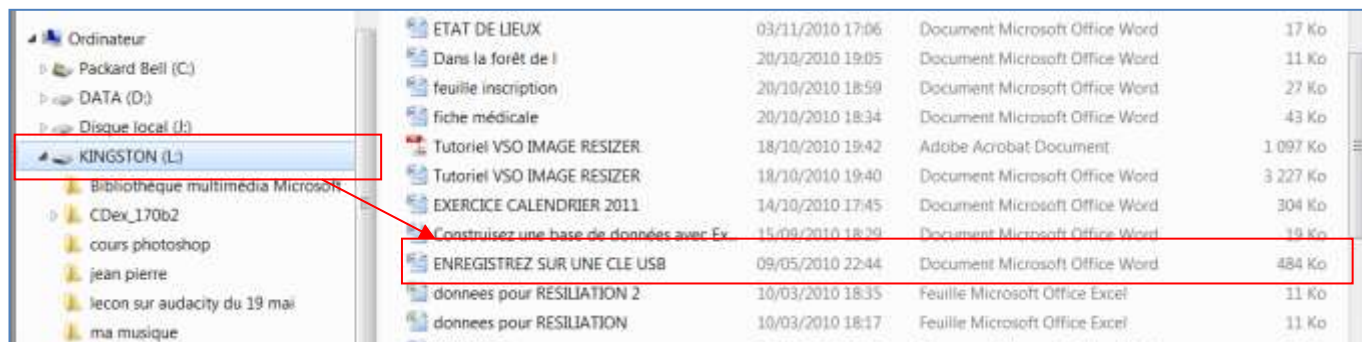 Ordinateur
Packard Bell (C:)
DATA (D:)
Disque local (J:)
KINGSTON (L:)
Bibliothèque multimédia Microsoft
CDex_170b2
cours photoshop
jean pierre
lecon sur audacity du 19 mai
ma musique
ETAT DE LIEUX 03/11/2010 17:06 Document Microsoft Office Word 17 Ko
Dans la forêt de l 20/10/2010 19:05 Document Microsoft Office Word 11 Ko
feuille inscription 20/10/2010 18:59 Document Microsoft Office Word 27 Ko
fiche médicale 20/10/2010 18:34 Document Microsoft Office Word 43 Ko
Tutoriel VSO IMAGE RESIZER 18/10/2010 19:42 Adobe Acrobat Document 1 097 Ko
Tutoriel VSO IMAGE RESIZER 18/10/2010 19:40 Document Microsoft Office Word 3 227 Ko
EXERCICE CALENDRIER 2011 14/10/2010 17:45 Document Microsoft Office Word 304 Ko
Construisez une base de données avec Ex... 15/09/2010 18:29 Document Microsoft Office Word 19 Ko
ENREGISTREZ SUR UNE CLE USB 09/05/2010 22:44 Document Microsoft Office Word 484 Ko
donnees pour RESILIATION 2 10/03/2010 18:35 Feuille Microsoft Office Excel 11 Ko
donnees pour RESILIATION 10/03/2010 18:17 Feuille Microsoft Office Excel 11 Ko